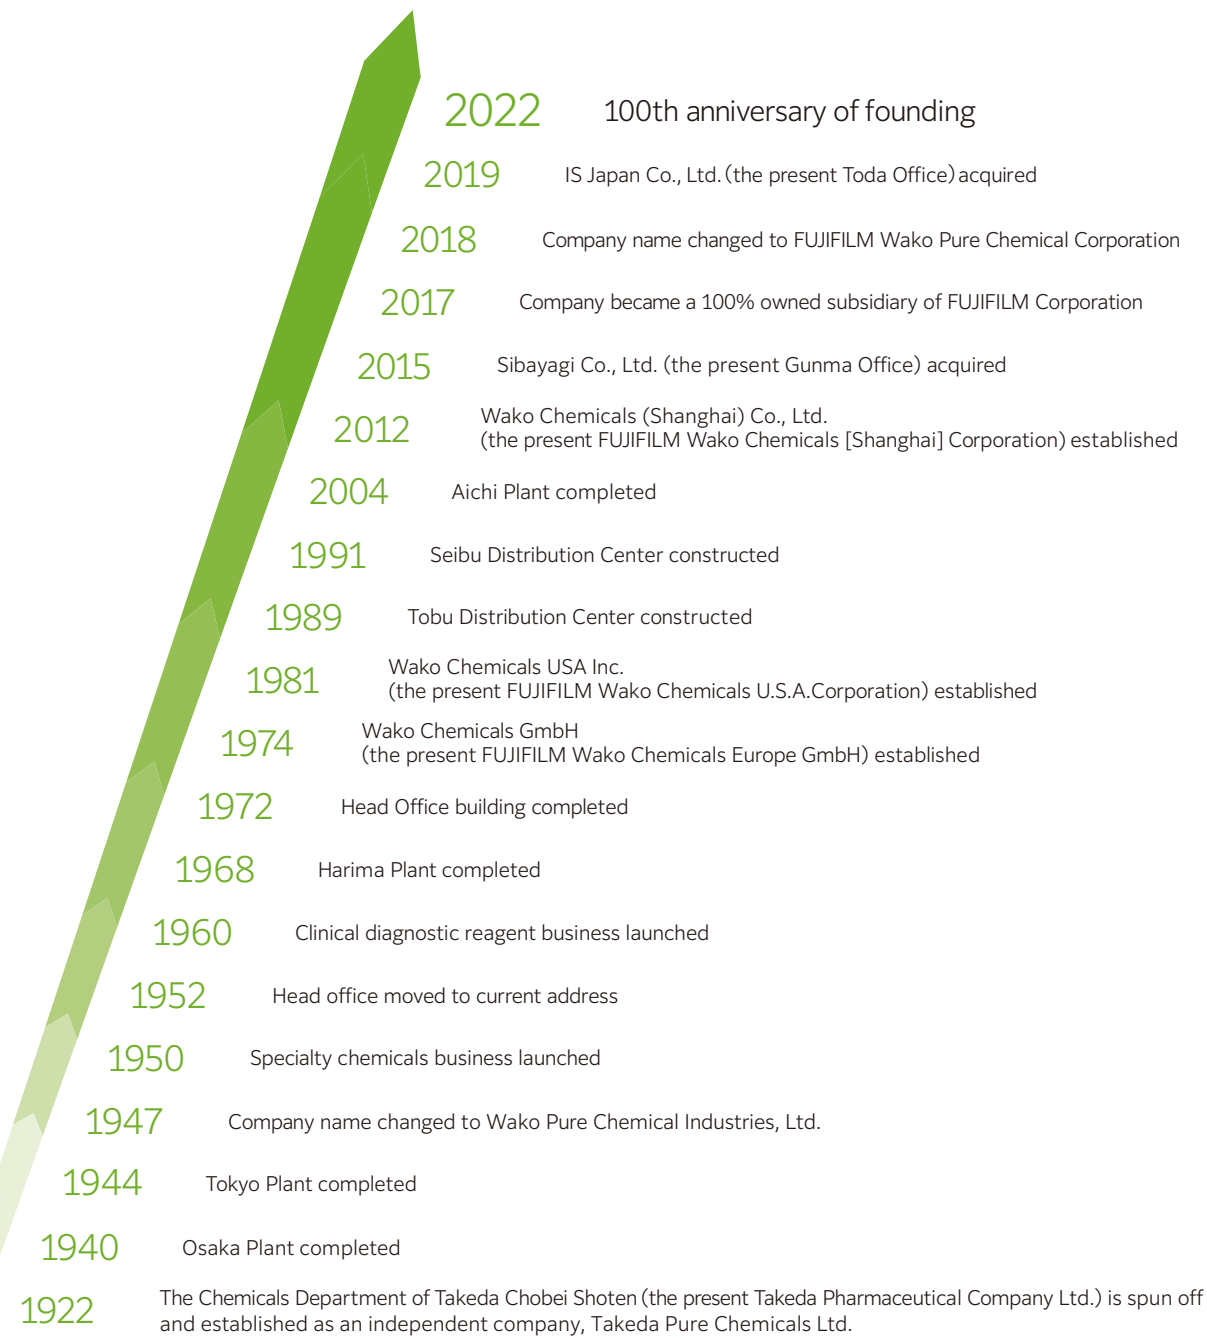 2022 100th anniversary of founding
2019 IS Japan Co., Ltd. (the present Toda Office) acquired
2018 Company name changed to FUJIFILM Wako Pure Chemical Corporation
2017 Company became a 100% owned subsidiary of FUJIFILM Corporation
2015 Sibayagi Co., Ltd. (the present Gunma Office) acquired
2012 Wako Chemicals (Shanghai) Co., Ltd.
(the present FUJIFILM Wako Chemicals [Shanghai] Corporation) established
2004 Aichi Plant completed
1991 Seibu Distribution Center constructed
1989 Tobu Distribution Center constructed
1981 Wako Chemicals USA Inc.
(the present FUJIFILM Wako Chemicals U.S.A.Corporation) established
1974 Wako Chemicals GmbH
(the present FUJIFILM Wako Chemicals Europe GmbH) established
1972 Head Office building completed
1968 Harima Plant completed
1960 Clinical diagnostic reagent business launched
1952 Head office moved to current address
1950 Specialty chemicals business launched
1947 Company name changed to Wako Pure Chemical Industries, Ltd.
1944 Tokyo Plant completed
1940 Osaka Plant completed
1922 The Chemicals Department of Takeda Chobei Shoten (the present Takeda Pharmaceutical Company Ltd.) is spun off
and established as an independent company, Takeda Pure Chemicals Ltd.